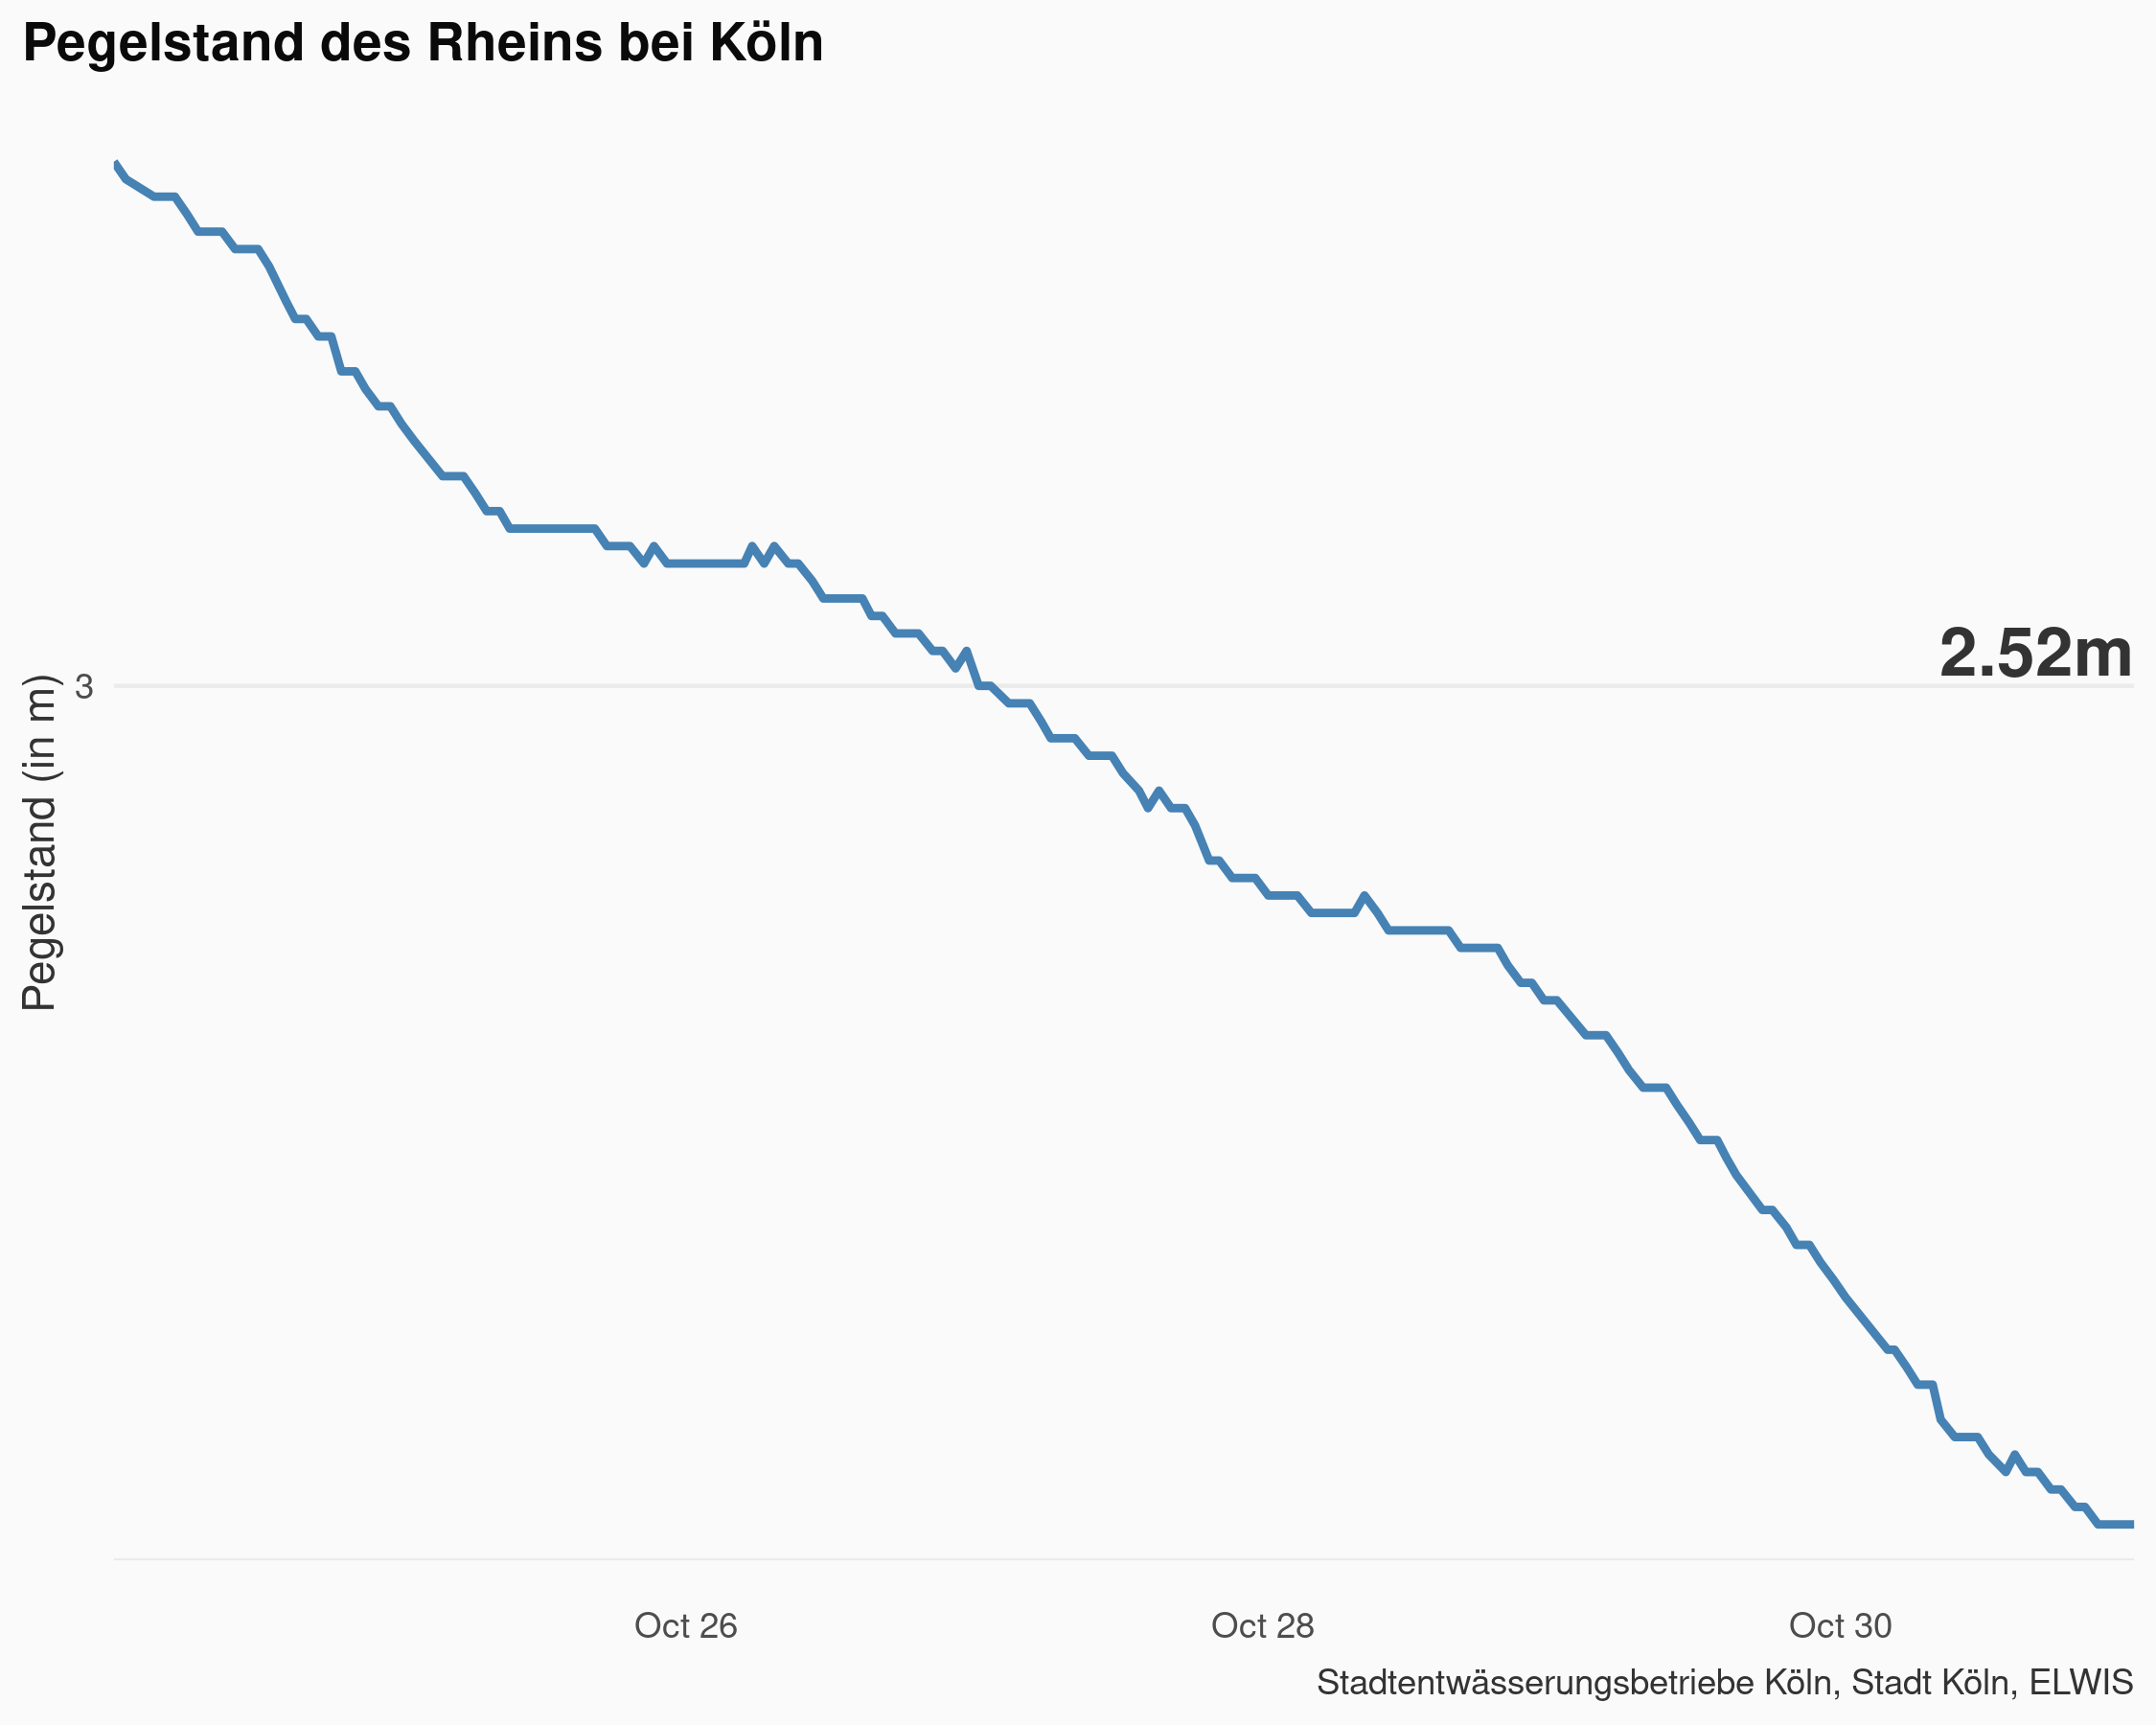 Pegelstand des Rheins bei Köln
Pegelstand (in m)
3
2.52m
Oct 26
Oct 28
Oct 30
Stadtentwässerungsbetriebe Köln, Stadt Köln, ELWIS